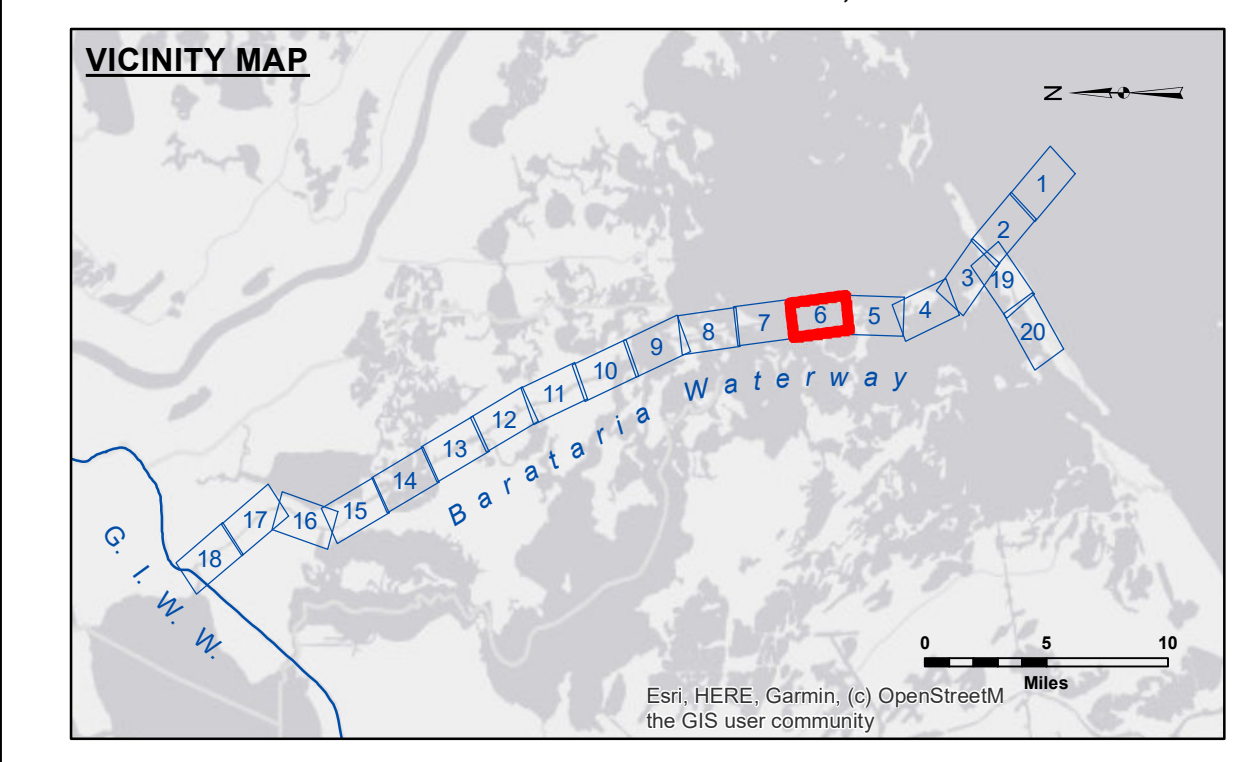 VICINITY MAP
N
1
2
3
19
4
5
6
7
8
20
9
10
11
12
13
14
15
16
17
18
Barataria Waterway
G. I. W. W.
0 5 10
Miles
Esri, HERE, Garmin, (c) OpenStreetM
the GIS user community